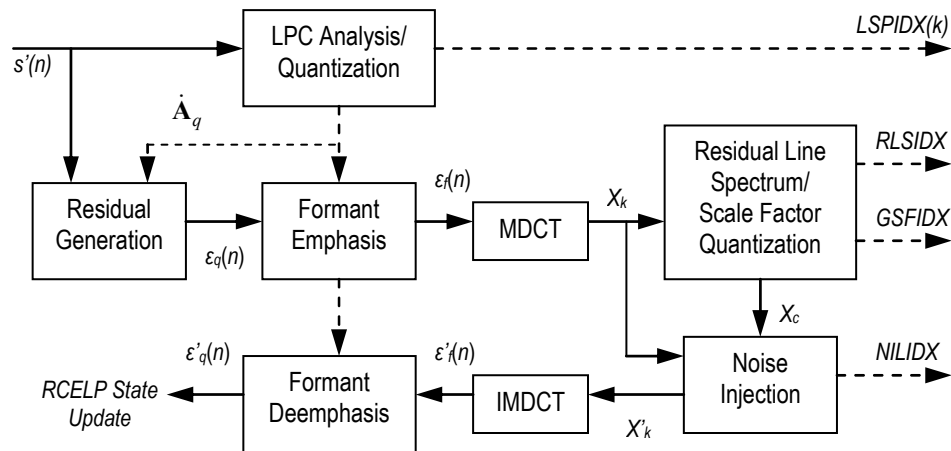 LPC Analysis/
Quantization
LSPIDX(k)
s'(n)
Ȧq
Residual
Generation
εq(n)
Formant
Emphasis
εf(n)
MDCT
Xk
Residual Line
Spectrum/
Scale Factor
Quantization
RLSIDX
GSFIDX
Xc
RCELP State
Update
ε'q(n)
Formant
Deemphasis
ε'f(n)
IMDCT
X'k
Noise
Injection
NILIDX